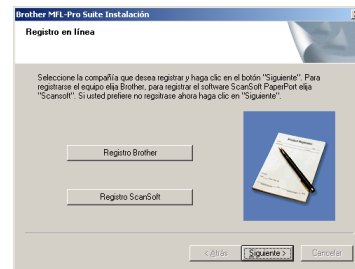 Brother MFL-Pro Suite Instalación
Registro en línea
Seleccione la compañía que desea registrar y haga clic en el botón "Siguiente". Para
registrarse el equipo elija Brother, para registrar el software ScanSoft PaperPort elija
"Scansoft". Si usted prefiere no regsitrase ahora haga clic en "Siguiente".
Registro Brother
Registro ScanSoft
< Atrás
Siguiente >
Cancelar